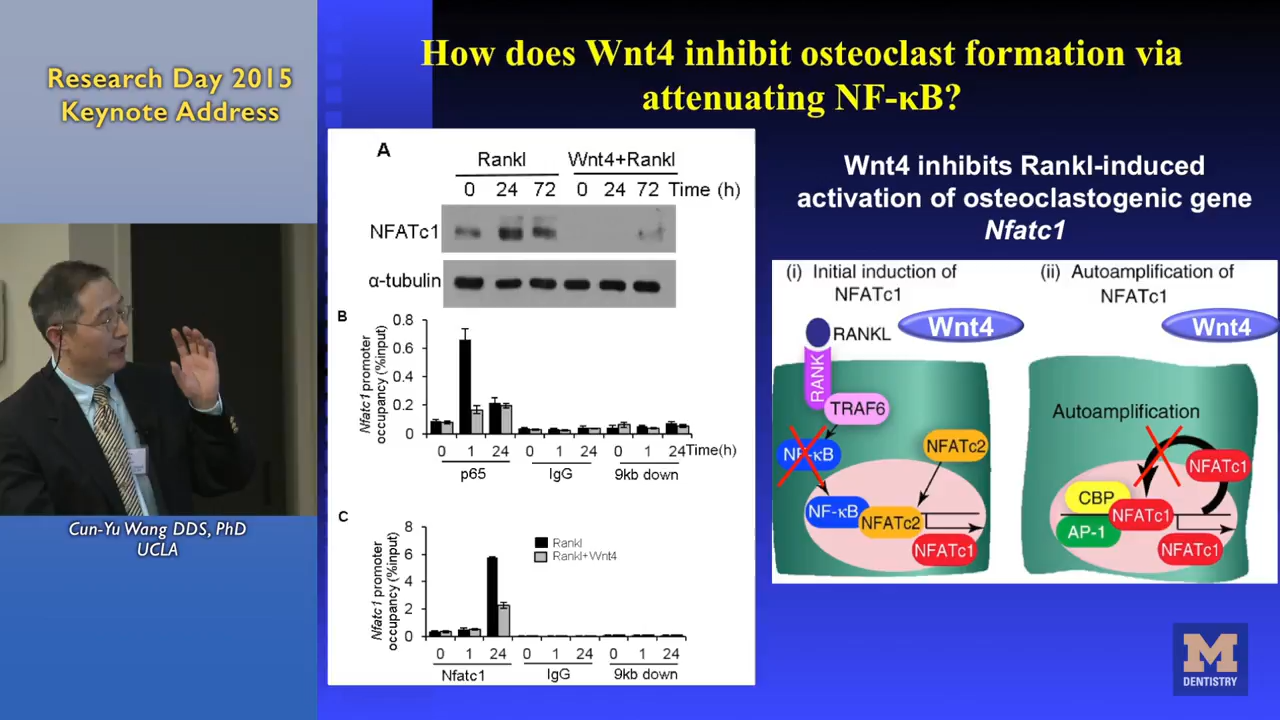 Research Day 2015
Keynote Address
Cun-Yu Wang DDS, PhD
UCLA
How does Wnt4 inhibit osteoclast formation via
attenuating NF-κB?
A
Rankl Wnt4+Rankl
0 24 72 0 24 72 Time (h)
NFATc1
α-tubulin
B
Nfatc1 promoter
occupancy (%input)
0.8
0.6
0.4
0.2
0
0 1 24 0 1 24 0 1 24 Time(h)
p65 IgG 9kb down
C
Nfatc1 promoter
occupancy (%input)
8
6
4
2
0
Rankl
Rankl+Wnt4
0 1 24 0 1 24 0 1 24
Nfatc1 IgG 9kb down
Wnt4 inhibits Rankl-induced
activation of osteoclastogenic gene
Nfatc1
(i) Initial induction of
NFATc1
Wnt4
RANKL
RANK
TRAF6
NF-κB
NFATc2
NF-κB
NFATc2
NFATc1
(ii) Autoamplification of
NFATc1
Wnt4
Autoamplification
NFATc1
CBP
NFATc1
AP-1
NFATc1
M
DENTISTRY